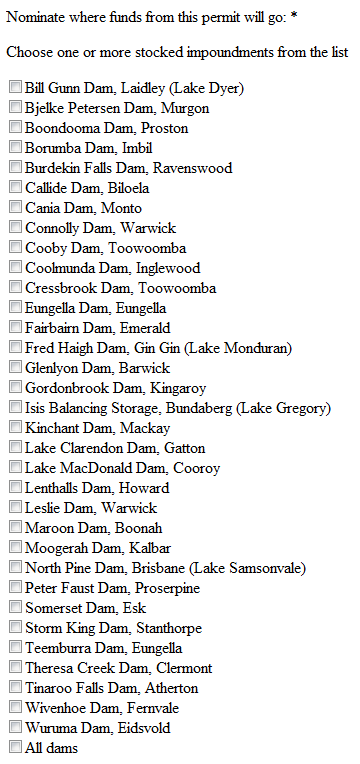 Nominate where funds from this permit will go: *
Choose one or more stocked impoundments from the list
Bill Gunn Dam, Laidley (Lake Dyer)
Bjelke Petersen Dam, Murgon
Boondooma Dam, Proston
Borumba Dam, Imbil
Burdekin Falls Dam, Ravenswood
Callide Dam, Biloela
Cania Dam, Monto
Connolly Dam, Warwick
Cooby Dam, Toowoomba
Coolmunda Dam, Inglewood
Cressbrook Dam, Toowoomba
Eungella Dam, Eungella
Fairbairn Dam, Emerald
Fred Haigh Dam, Gin Gin (Lake Monduran)
Glenlyon Dam, Barwick
Gordonbrook Dam, Kingaroy
Isis Balancing Storage, Bundaberg (Lake Gregory)
Kinchant Dam, Mackay
Lake Clarendon Dam, Gatton
Lake MacDonald Dam, Cooroy
Lenthalls Dam, Howard
Leslie Dam, Warwick
Maroon Dam, Boonah
Moogerah Dam, Kalbar
North Pine Dam, Brisbane (Lake Samsonvale)
Peter Faust Dam, Proserpine
Somerset Dam, Esk
Storm King Dam, Stanthorpe
Teemburra Dam, Eungella
Theresa Creek Dam, Clermont
Tinaroo Falls Dam, Atherton
Wivenhoe Dam, Fernvale
Wuruma Dam, Eidsvold
All dams